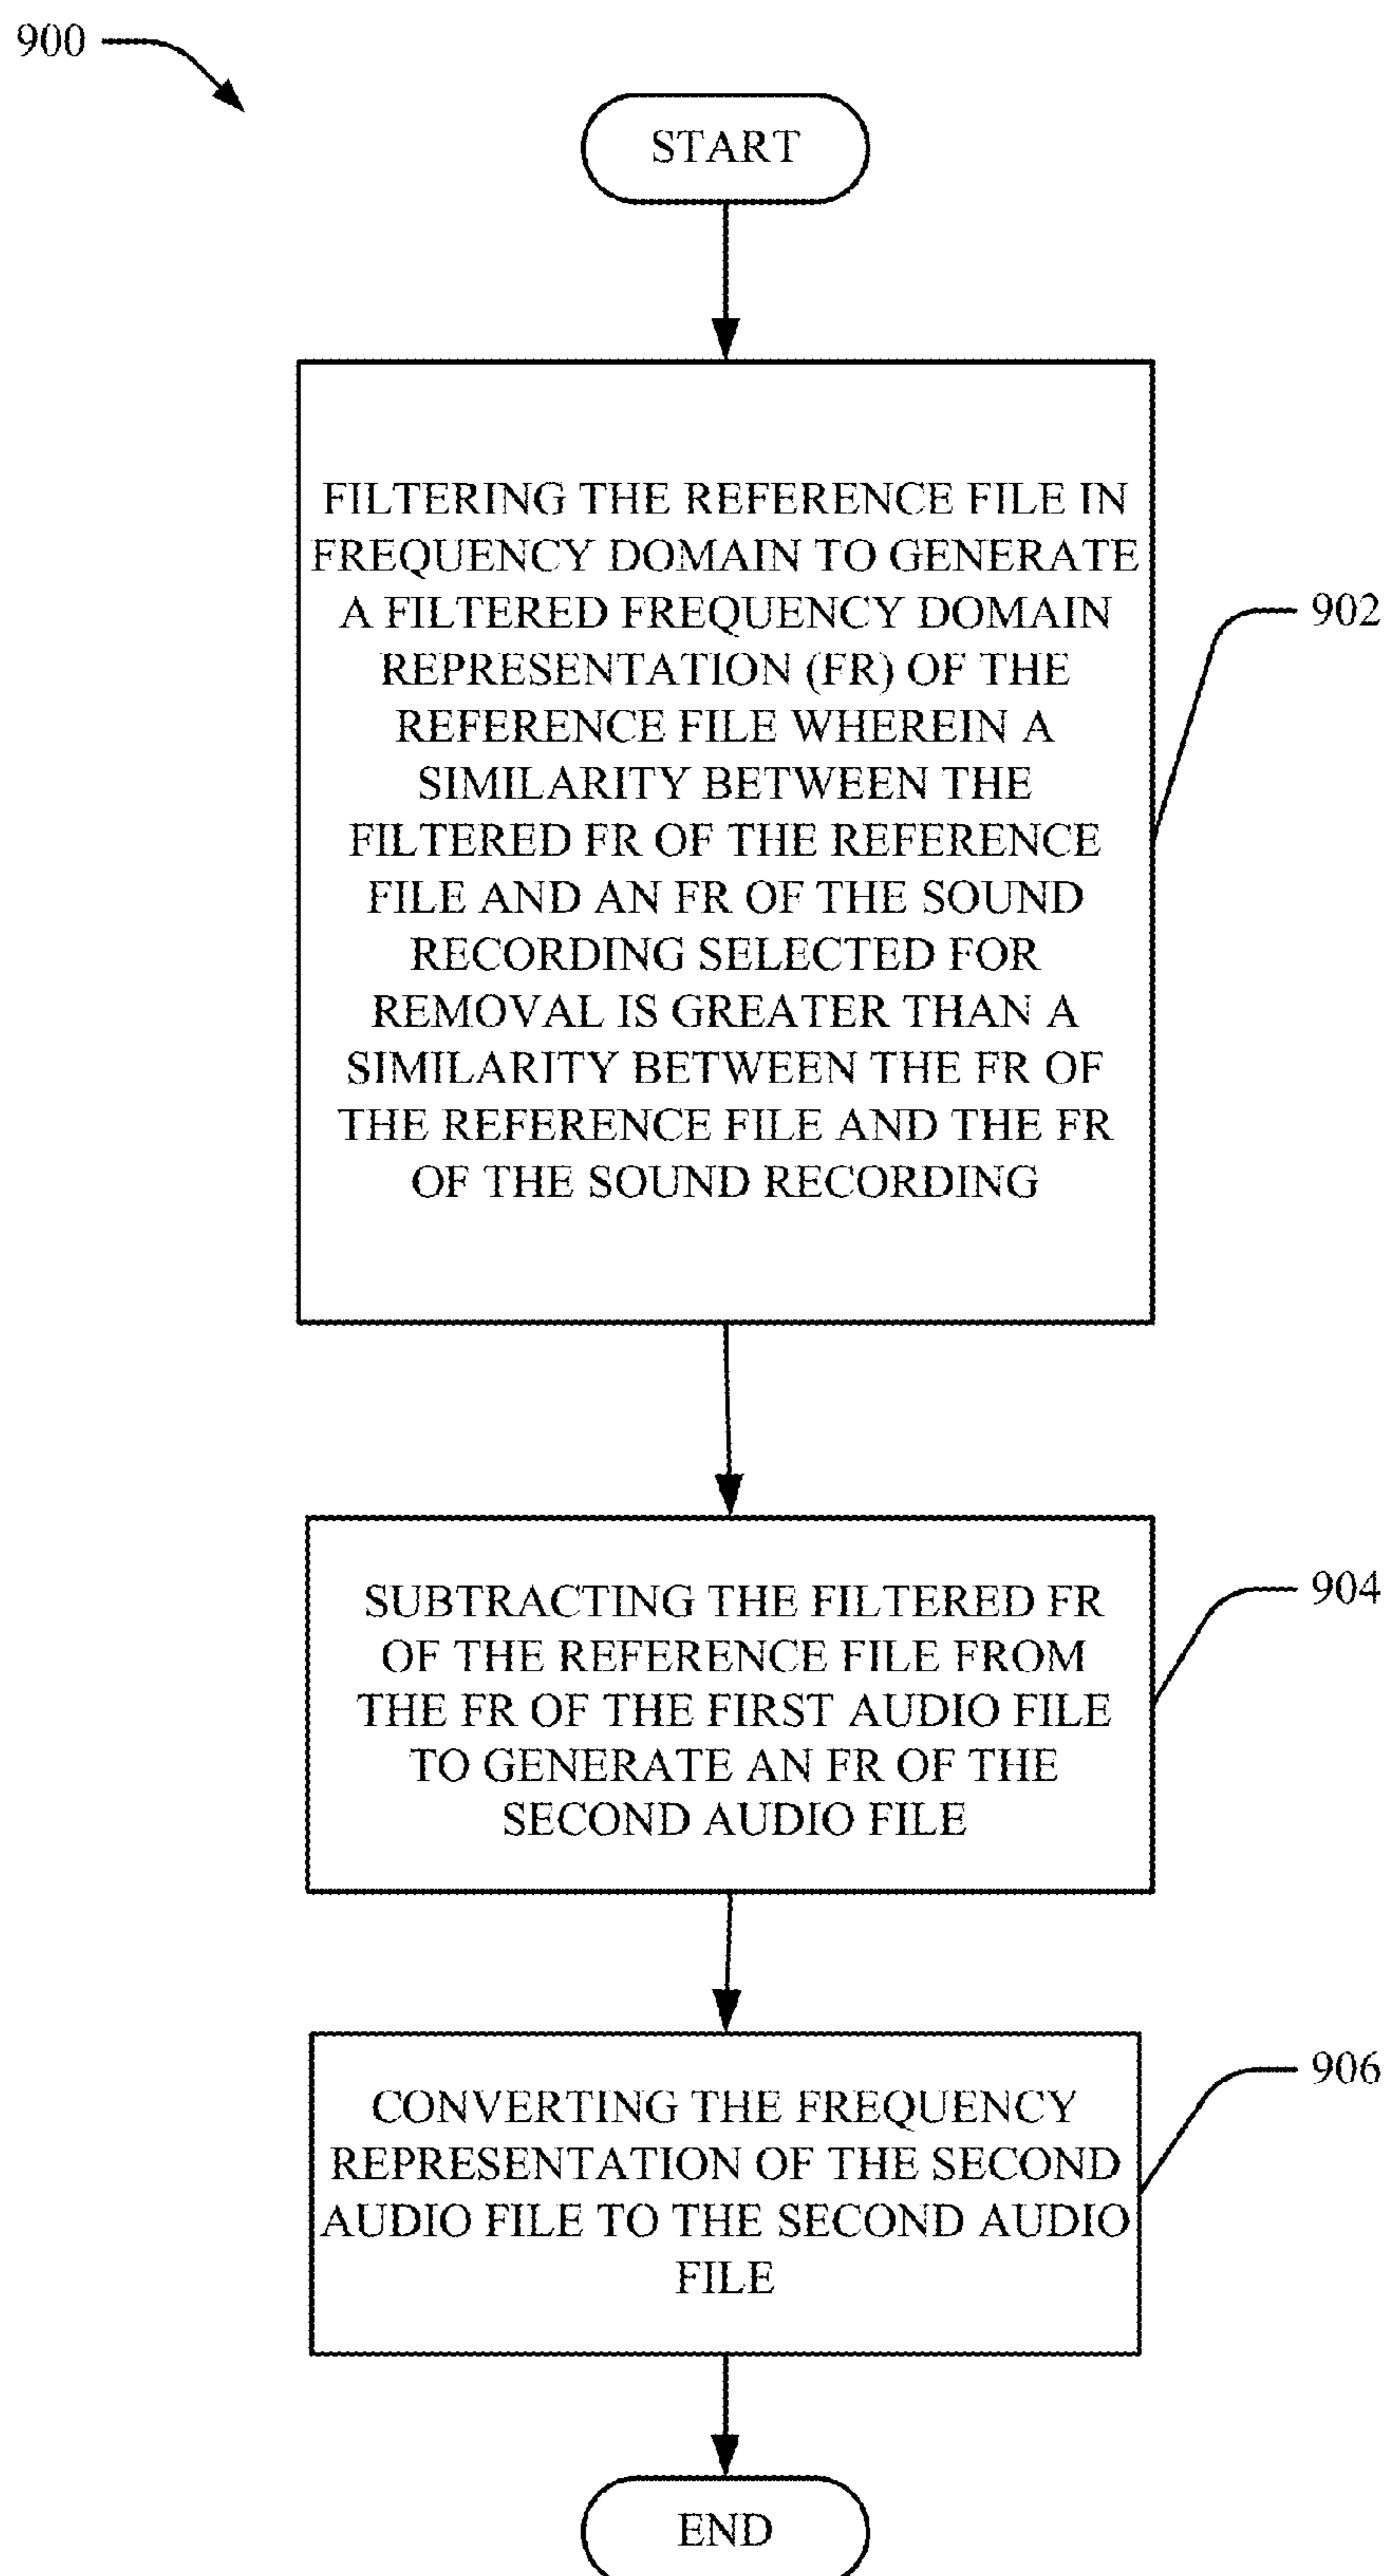 900
START
FILTERING THE REFERENCE FILE IN
FREQUENCY DOMAIN TO GENERATE
A FILTERED FREQUENCY DOMAIN
REPRESENTATION (FR) OF THE
REFERENCE FILE WHEREIN A
SIMILARITY BETWEEN THE
FILTERED FR OF THE REFERENCE
FILE AND AN FR OF THE SOUND
RECORDING SELECTED FOR
REMOVAL IS GREATER THAN A
SIMILARITY BETWEEN THE FR OF
THE REFERENCE FILE AND THE FR
OF THE SOUND RECORDING
902
SUBTRACTING THE FILTERED FR
OF THE REFERENCE FILE FROM
THE FR OF THE FIRST AUDIO FILE
TO GENERATE AN FR OF THE
SECOND AUDIO FILE
904
CONVERTING THE FREQUENCY
REPRESENTATION OF THE SECOND
AUDIO FILE TO THE SECOND AUDIO
FILE
906
END